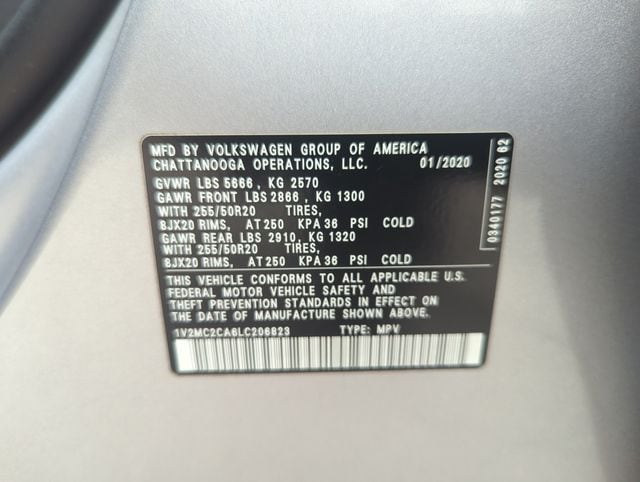 MFD BY VOLKSWAGEN GROUP OF AMERICA
CHATTANOOGA OPERATIONS, LLC. 01/2020
GVWR LBS 5666 , KG 2570
GAWR FRONT LBS 2866 , KG 1300
WITH 255/50R20 TIRES,
8JX20 RIMS, AT 250 KPA 36 PSI COLD
GAWR REAR LBS 2910, KG 1320
WITH 255/50R20 TIRES,
8JX20 RIMS, AT 250 KPA 36 PSI COLD
THIS VEHICLE CONFORMS TO ALL APPLICABLE U.S.
FEDERAL MOTOR VEHICLE SAFETY AND
THEFT PREVENTION STANDARDS IN EFFECT ON
THE DATE OF MANUFACTURE SHOWN ABOVE.
1V2MC2CA6LC206823 TYPE: MPV
0340177 2020 62